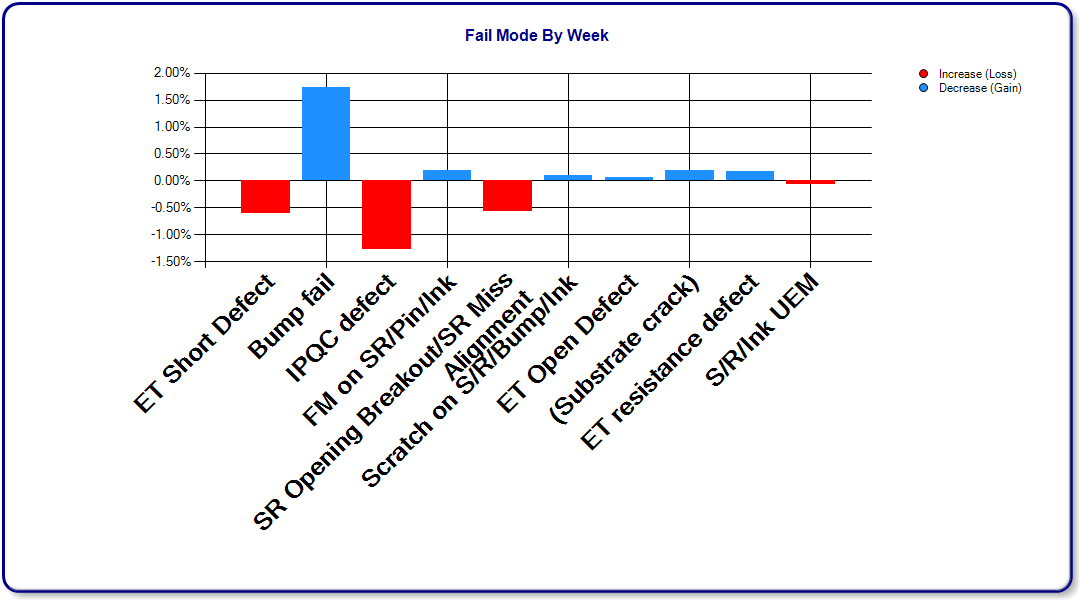 Fail Mode By Week
2.00%
1.50%
1.00%
0.50%
0.00%
-0.50%
-1.00%
-1.50%
Increase (Loss)
Decrease (Gain)
ET Short Defect
Bump fail
IPQC defect
FM on SR/Pin/Ink
SR Opening Breakout/SR Miss
Alignment
Scratch on S/R/Bump/Ink
ET Open Defect
(Substrate crack)
ET resistance defect
S/R/Ink UEM